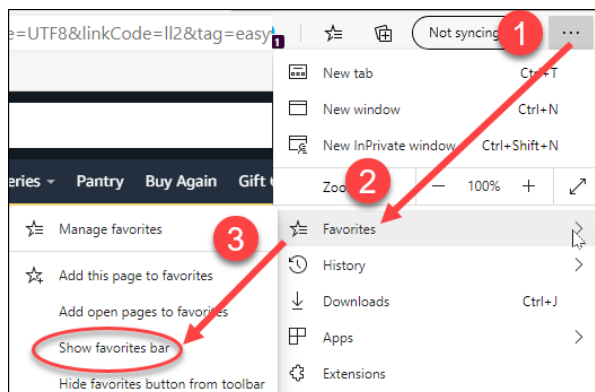 =UTF8&linkCode=ll2&tag=easy
1
Not syncing
1
...
New tab
New window Ctrl+N
New InPrivate window Ctrl+Shift+N
eries Pantry Buy Again Gift
2
— 100% +
3
Manage favorites
Favorites
Add this page to favorites
History
Add open pages to favorites
Downloads Ctrl+J
Show favorites bar
Apps
Hide favorites button from toolbar
Extensions